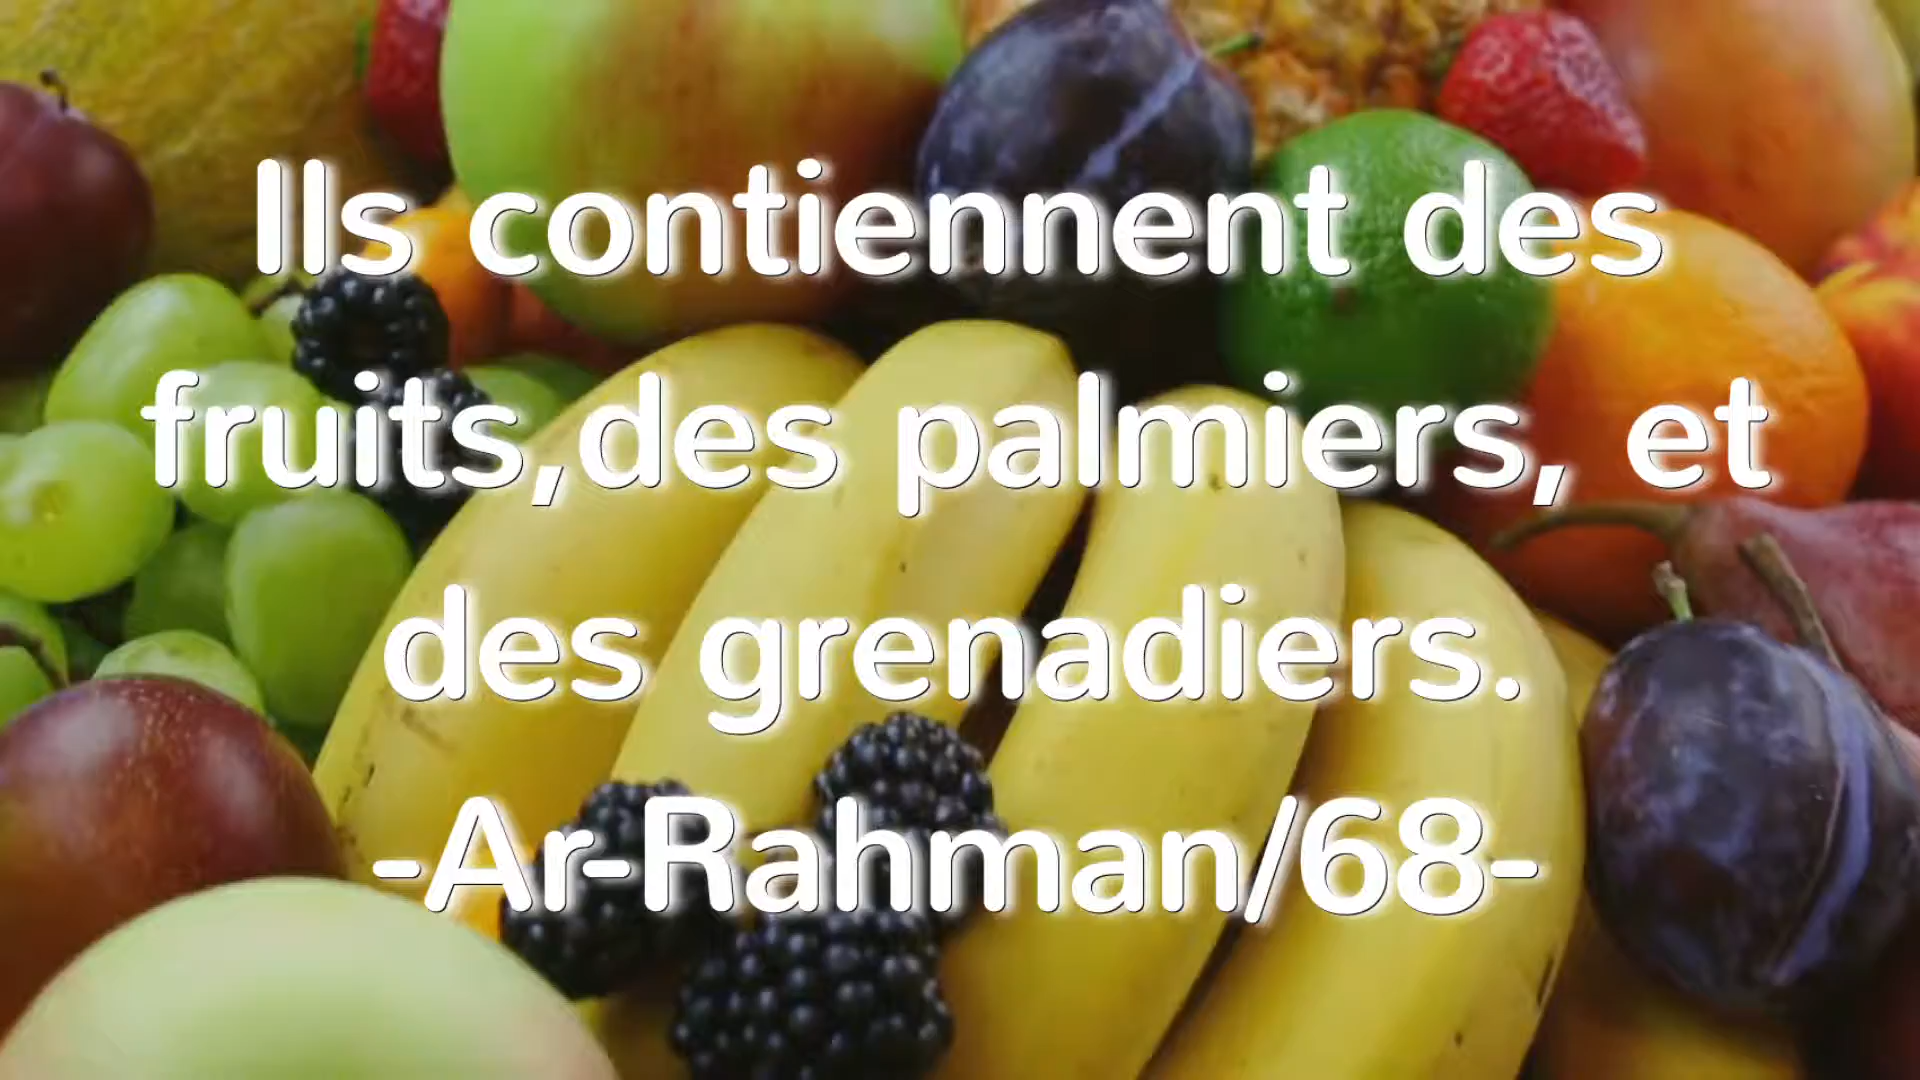 Ils contiennent des
fruits,des palmiers, et
des grenadiers.
-Ar-Rahman/68-